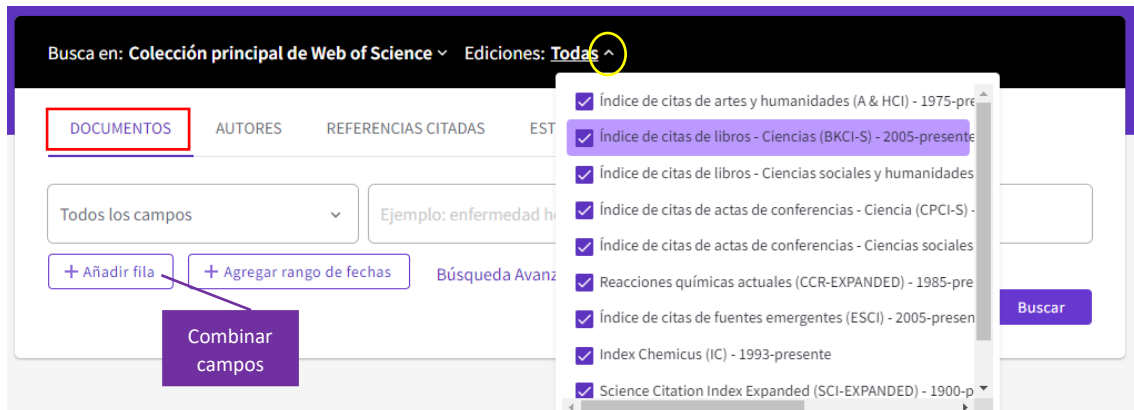 Busca en: Colección principal de Web of Science Ediciones: Todas
DOCUMENTOS AUTORES REFERENCIAS CITADAS EST
Todos los campos Ejemplo: enfermedad h
+ Añadir fila + Agregar rango de fechas Búsqueda Avanz
Combinar
campos
Índice de citas de artes y humanidades (A & HCI) - 1975-pre
Índice de citas de libros - Ciencias (BKCI-S) - 2005-presente
Índice de citas de libros - Ciencias sociales y humanidades
Índice de citas de actas de conferencias - Ciencia (CPCI-S) -
Índice de citas de actas de conferencias - Ciencias sociales
Reacciones químicas actuales (CCR-EXPANDED) - 1985-pre
Índice de citas de fuentes emergentes (ESCI) - 2005-presen
Index Chemicus (IC) - 1993-presente
Science Citation Index Expanded (SCI-EXPANDED) - 1900-p
Buscar